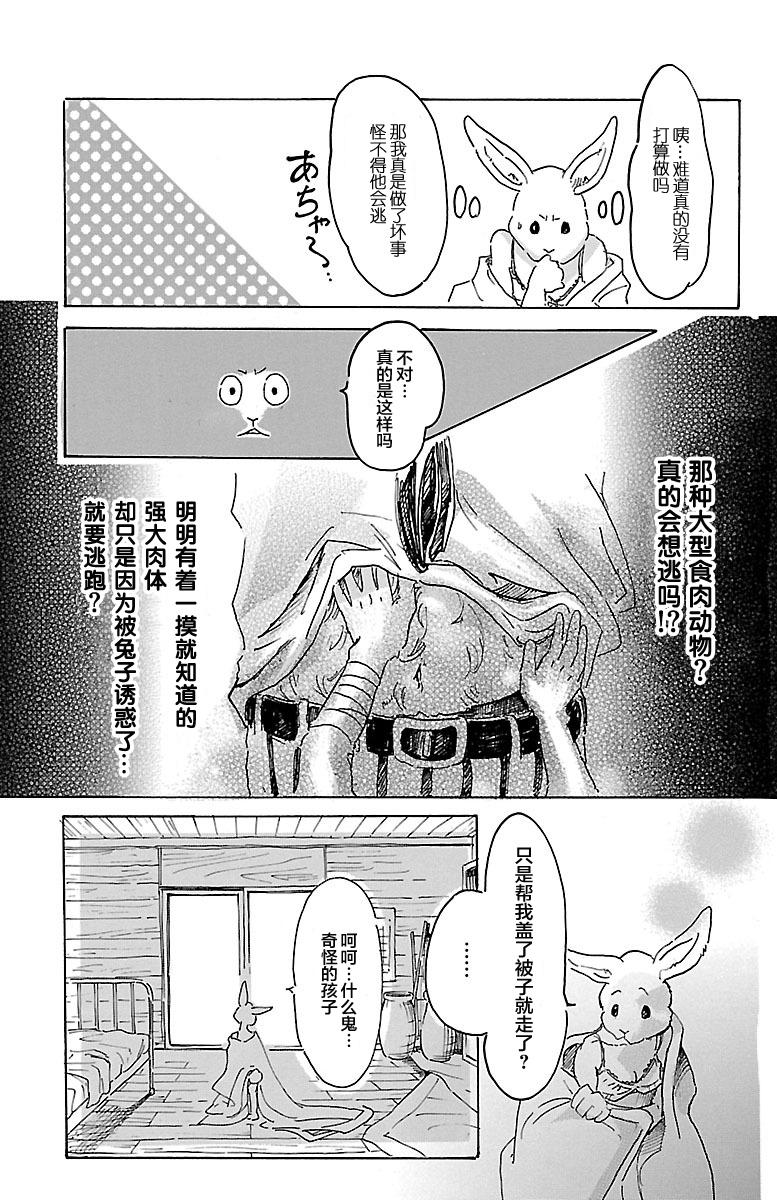 咦…难道真的没有
打算做吗
那我真是做了坏事
怪不得他会逃
あちゃ～…
不对…
真的是这样吗
那种大型食肉动物？
真的会想逃吗！？
明明有着一摸就知道的
强大肉体
却只是因为被兔子诱惑了…
就要逃跑？
只是帮我盖了被子就走了？
……
呵呵…什么鬼…
奇怪的孩子